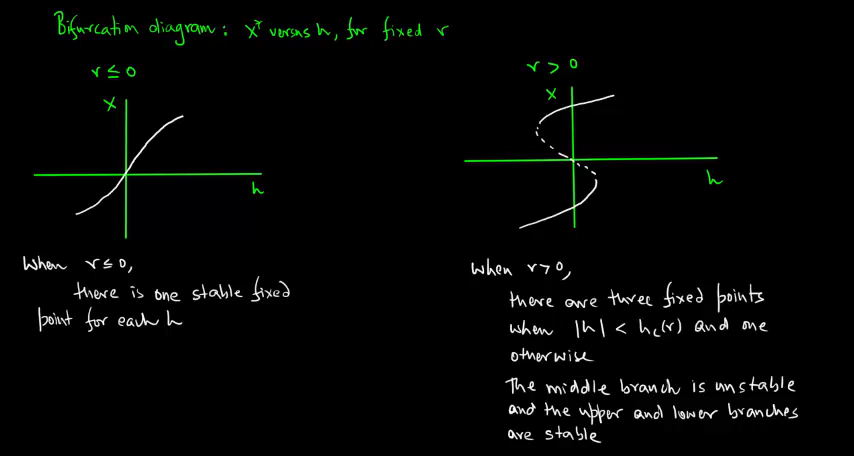 Bifurcation diagram: x* versus h, for fixed r
r ≤ 0
x
h
When r ≤ 0,
there is one stable fixed
point for each h
r > 0
x
h
When r > 0,
there are three fixed points
when |h| < hc(r) and one
otherwise
The middle branch is unstable
and the upper and lower branches
are stable